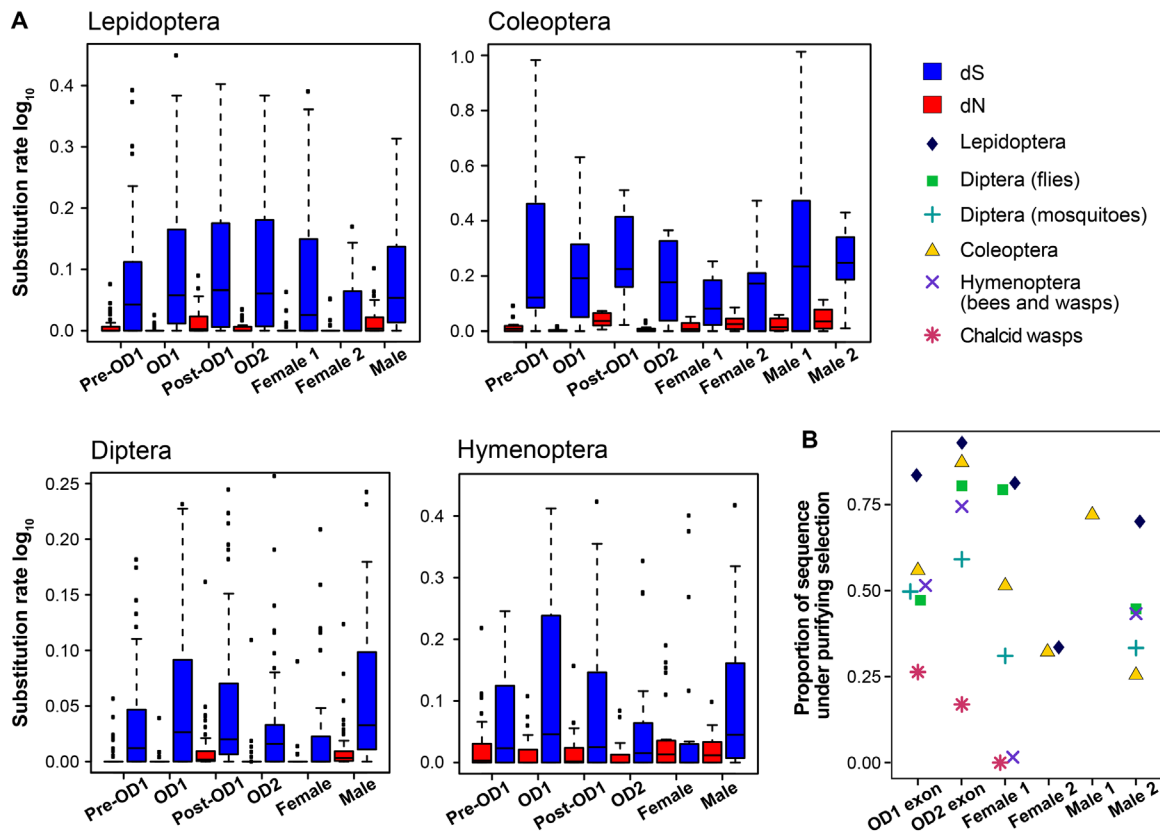 A
Lepidoptera
Substitution rate log10
0.4
0.3
0.2
0.1
0.0
Pre-OD1
OD1
Post-OD1
OD2
Female 1
Female 2
Male
Coleoptera
1.0
0.8
0.6
0.4
0.2
0.0
Pre-OD1
OD1
Post-OD1
OD2
Female 1
Female 2
Male 1
Male 2
dS
dN
Lepidoptera
Diptera (flies)
Diptera (mosquitoes)
Coleoptera
Hymenoptera
(bees and wasps)
Chalcid wasps
Diptera
Substitution rate log10
0.25
0.20
0.15
0.10
0.05
0.00
Pre-OD1
OD1
Post-OD1
OD2
Female
Male
Hymenoptera
0.4
0.3
0.2
0.1
0.0
Pre-OD1
OD1
Post-OD1
OD2
Female
Male
B
Proportion of sequence
under purifying selection
0.75
0.50
0.25
0.00
OD1 exon
OD2 exon
Female 1
Female 2
Male 1
Male 2